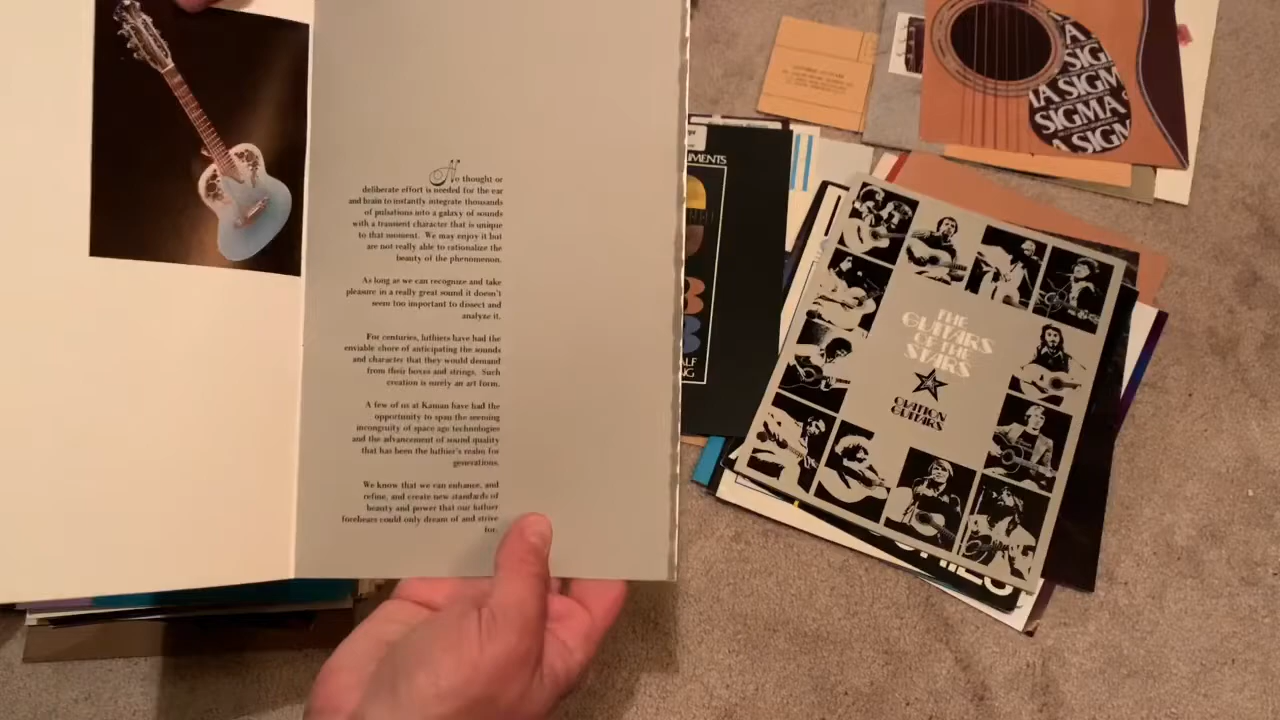 No thought or
deliberate effort is needed for the ear
and brain to instantly integrate thousands
of pulsations into a galaxy of sounds
with a transient character that is unique
to that moment. We may enjoy it but
are not really able to rationalize the
beauty of the phenomenon.
As long as we can recognize and take
pleasure in a really great sound it doesn't
seem too important to dissect and
analyze it.
For centuries, luthiers have had the
enviable chore of anticipating the sounds
and character that they would demand
from their boxes and strings. Such
creation is surely an art form.
A few of us at Kaman have had the
opportunity to span the seeming
incongruity of space age technologies
and the advancement of sound quality
that has been the luthier's realm for
generations.
We know that we can enhance, and
refine, and create new standards of
beauty and power that our luthier
forebears could only dream of and strive
for.
THE
GUITARS
OF THE
STARS
OVATION
GUITARS
UMENTS
A
SIG
IA SIGM
SIGMA
A SIG